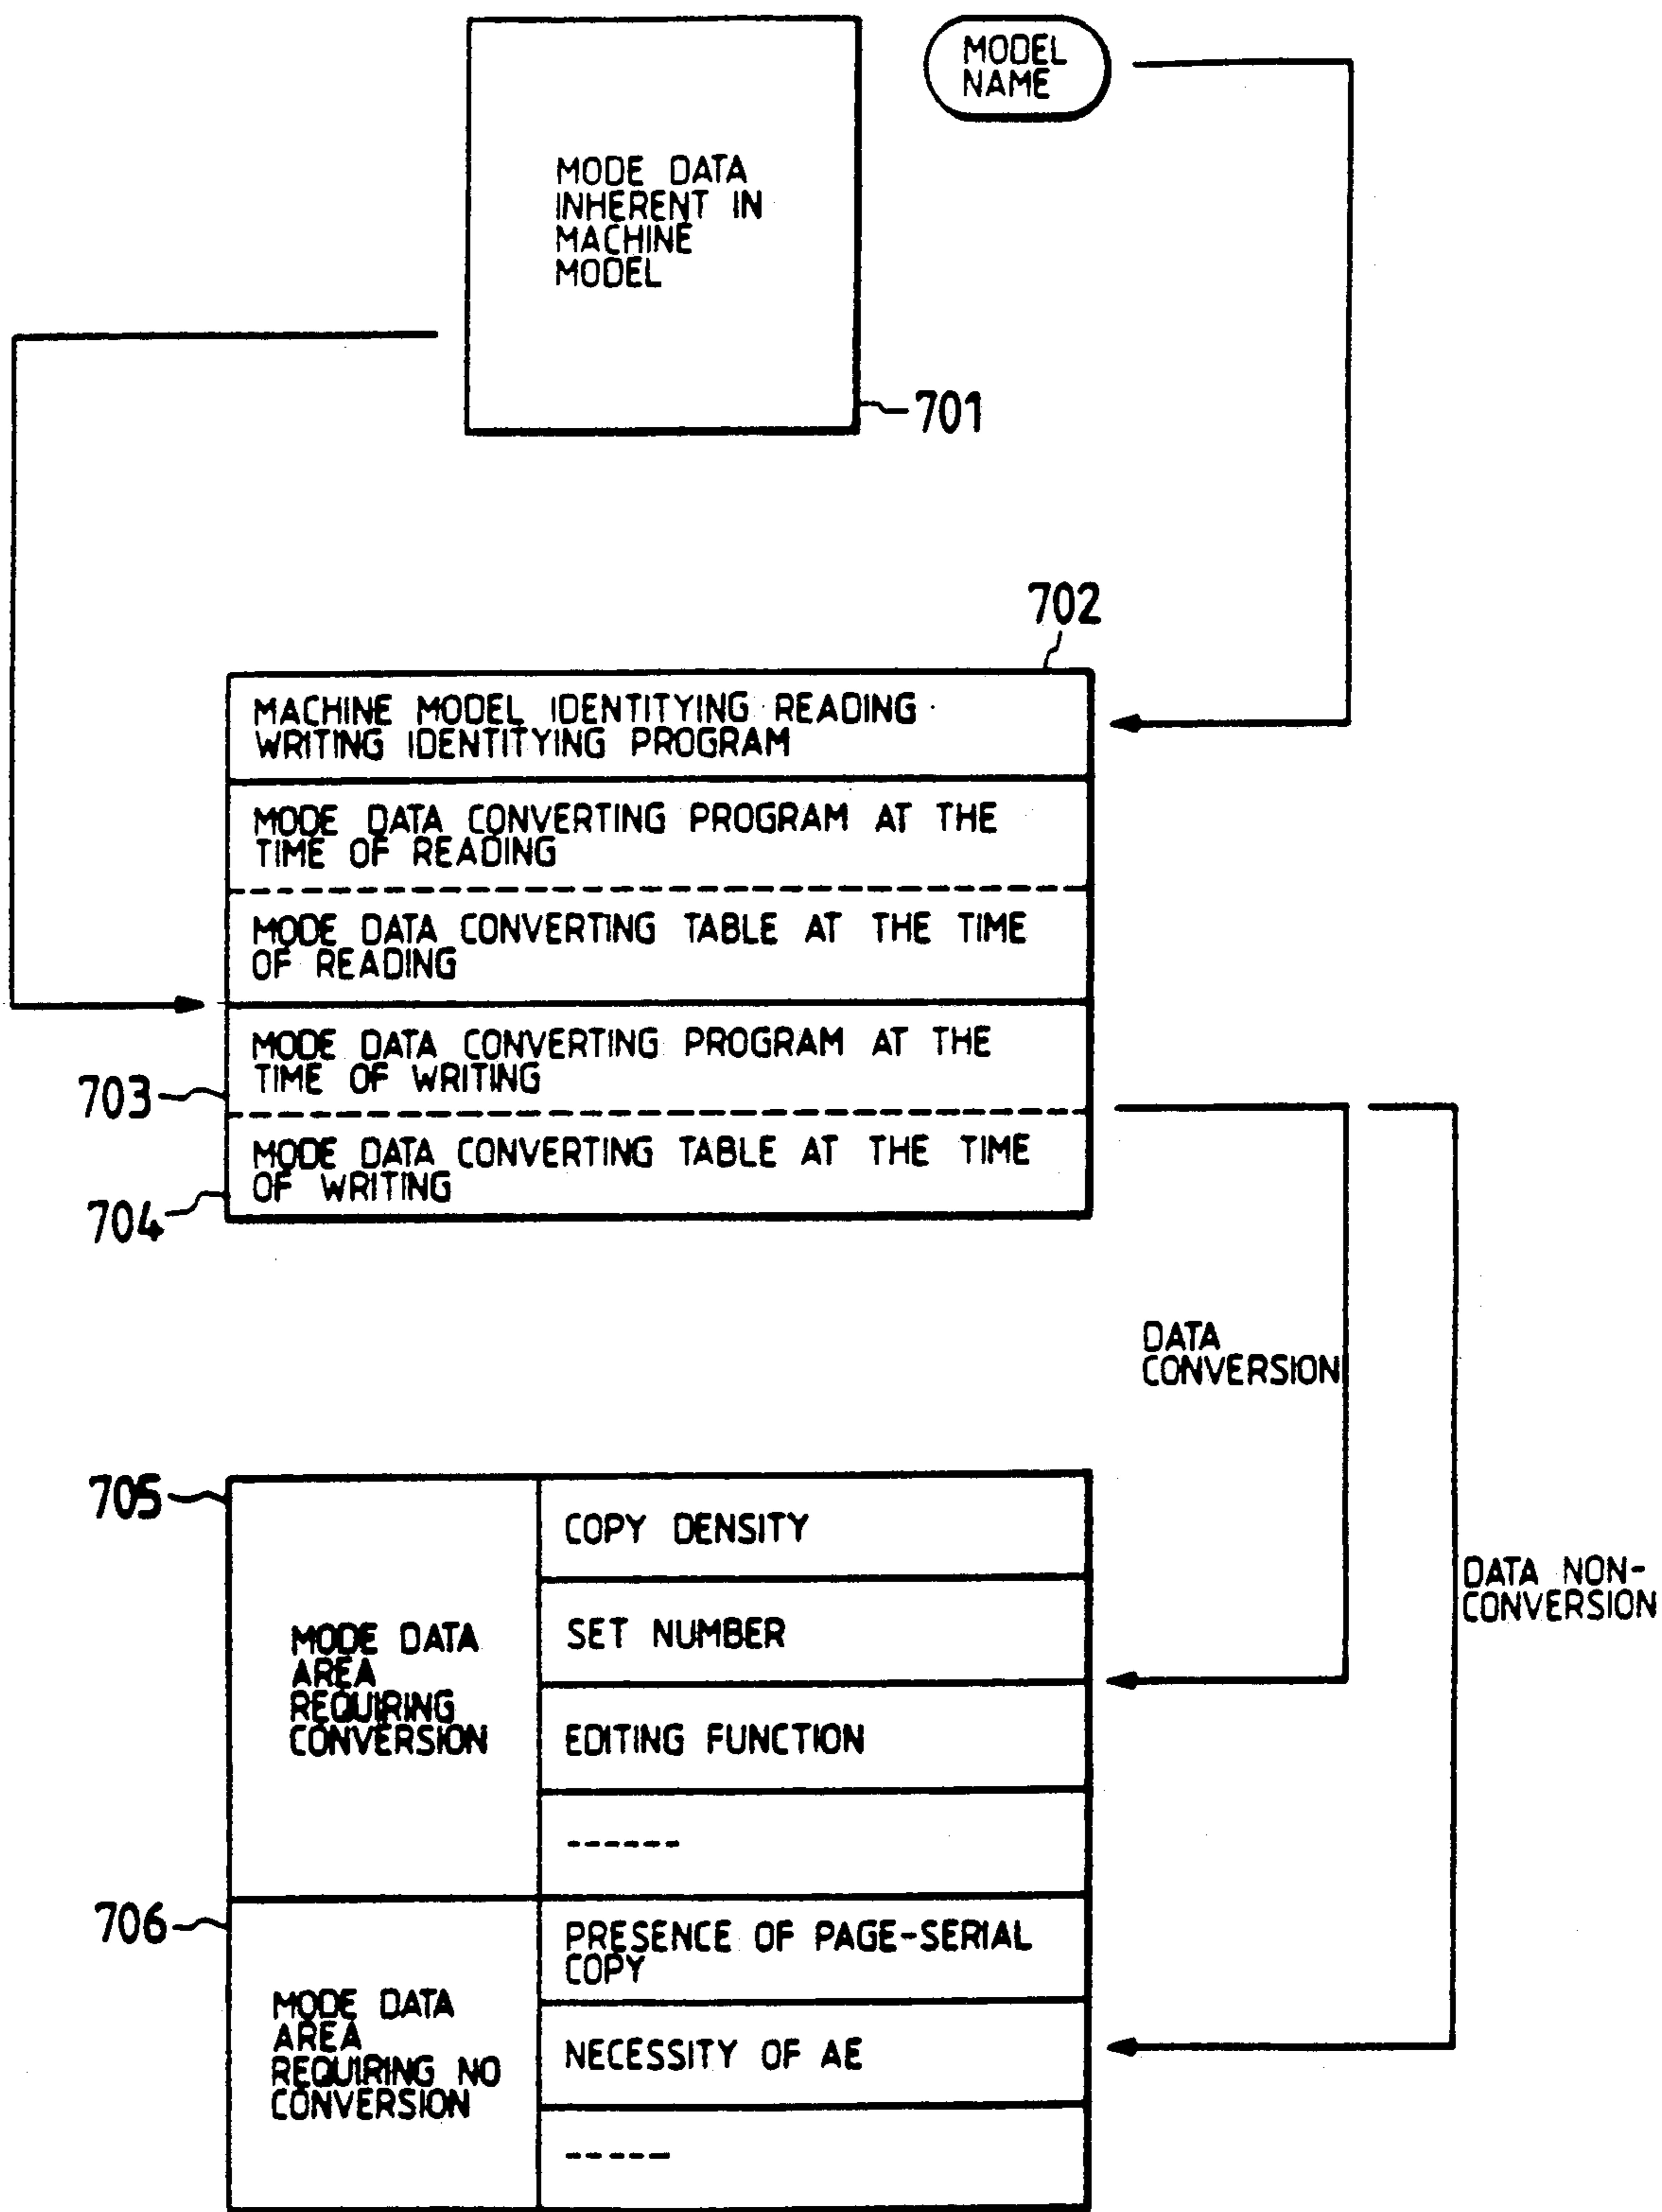 MODEL
NAME
MODE DATA
INHERENT IN
MACHINE
MODEL
701
702
MACHINE MODEL IDENTITYING READING
WRITING IDENTITYING PROGRAM
MODE DATA CONVERTING PROGRAM AT THE
TIME OF READING
MODE DATA CONVERTING TABLE AT THE TIME
OF READING
MODE DATA CONVERTING PROGRAM AT THE
TIME OF WRITING
703
MODE DATA CONVERTING TABLE AT THE TIME
OF WRITING
704
DATA
CONVERSION
DATA NON-
CONVERSION
705
MODE DATA
AREA
REQUIRING
CONVERSION
COPY DENSITY
SET NUMBER
EDITING FUNCTION
------
706
MODE DATA
AREA
REQUIRING NO
CONVERSION
PRESENCE OF PAGE-SERIAL
COPY
NECESSITY OF AE
------